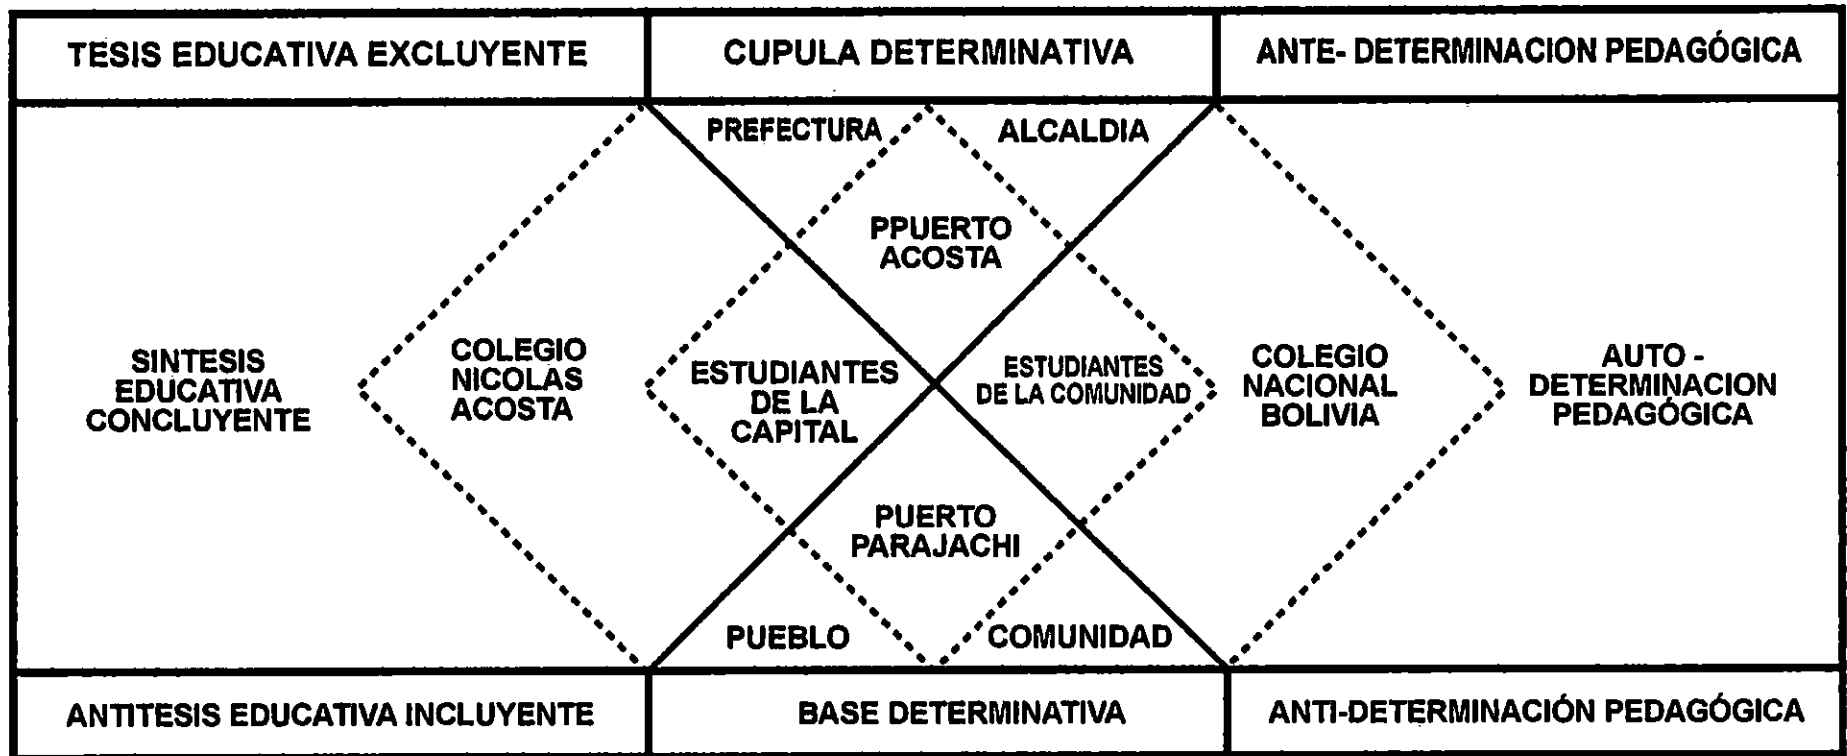 TESIS EDUCATIVA EXCLUYENTE
CUPULA DETERMINATIVA
ANTE- DETERMINACION PEDAGÓGICA
PREFECTURA
ALCALDIA
PPUERTO
ACOSTA
SINTESIS
EDUCATIVA
CONCLUYENTE
COLEGIO
NICOLAS
ACOSTA
ESTUDIANTES
DE LA
CAPITAL
ESTUDIANTES
DE LA COMUNIDAD
COLEGIO
NACIONAL
BOLIVIA
AUTO -
DETERMINACION
PEDAGÓGICA
PUERTO
PARAJACHI
PUEBLO
COMUNIDAD
ANTITESIS EDUCATIVA INCLUYENTE
BASE DETERMINATIVA
ANTI-DETERMINACIÓN PEDAGÓGICA